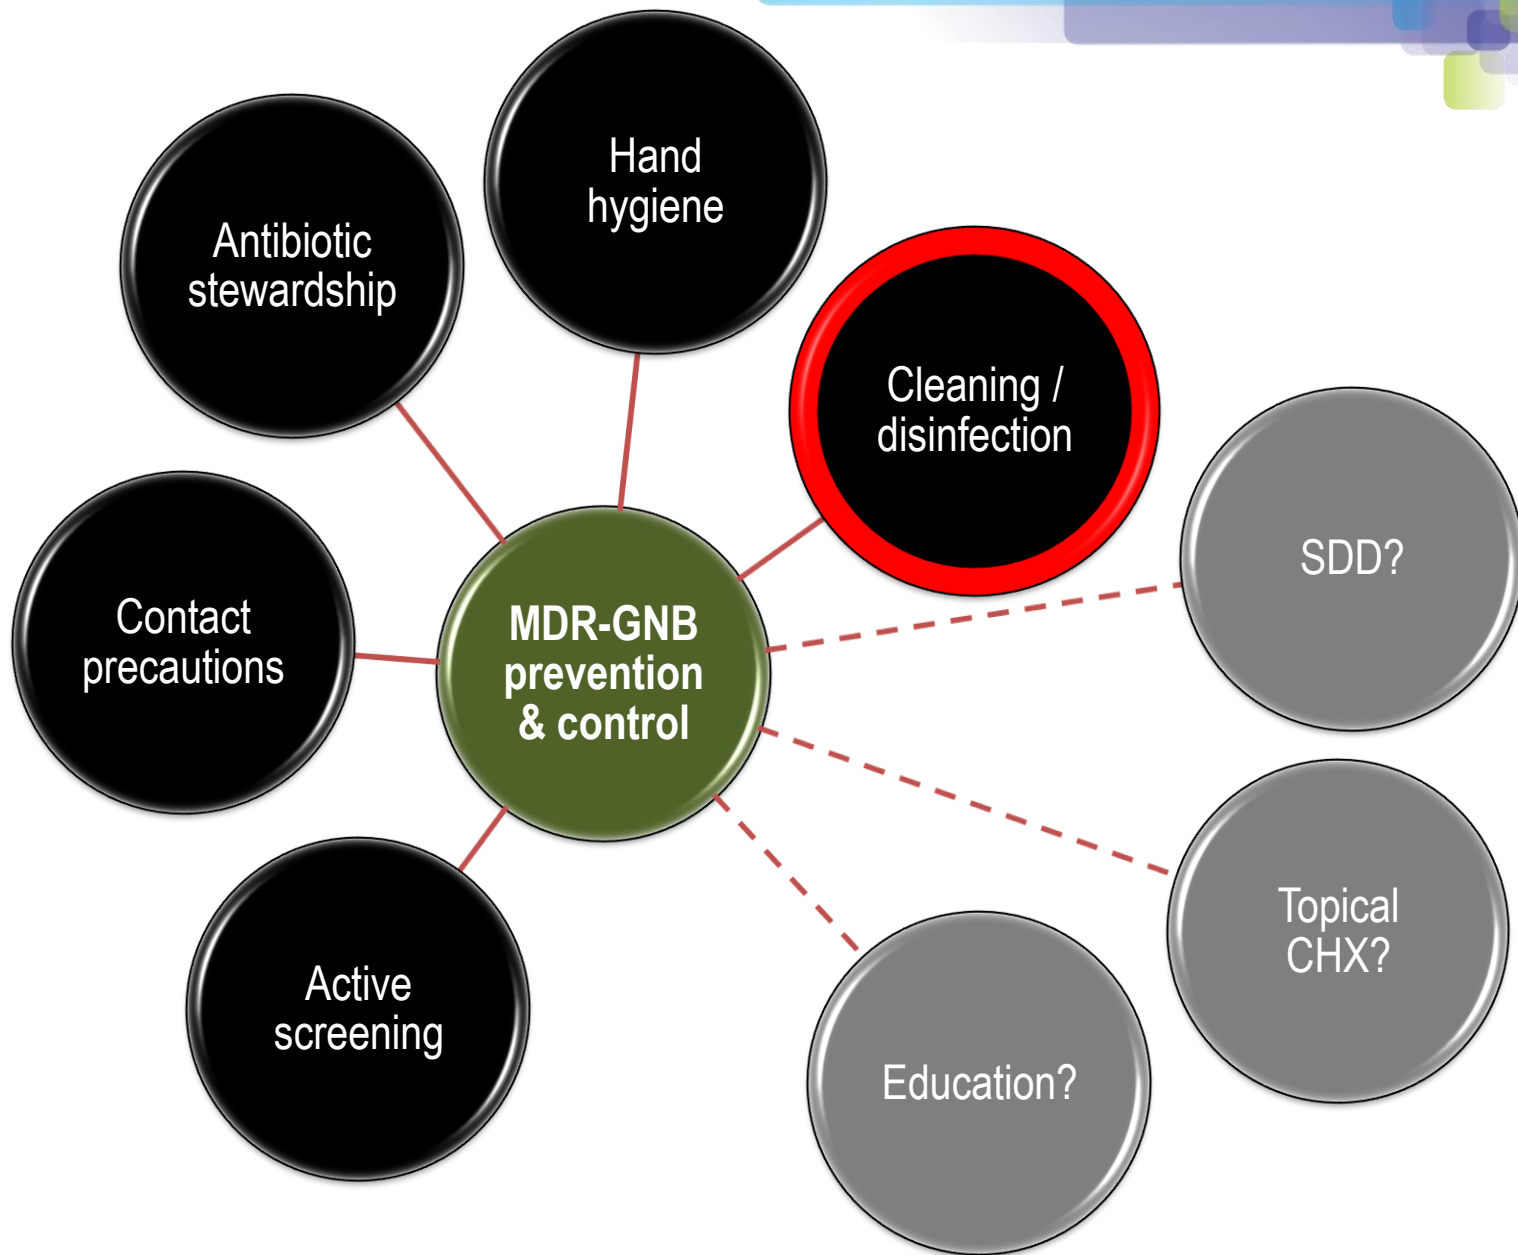 Hand
hygiene
Antibiotic
stewardship
Cleaning /
disinfection
SDD?
Contact
precautions
MDR-GNB
prevention
& control
Topical
CHX?
Active
screening
Education?